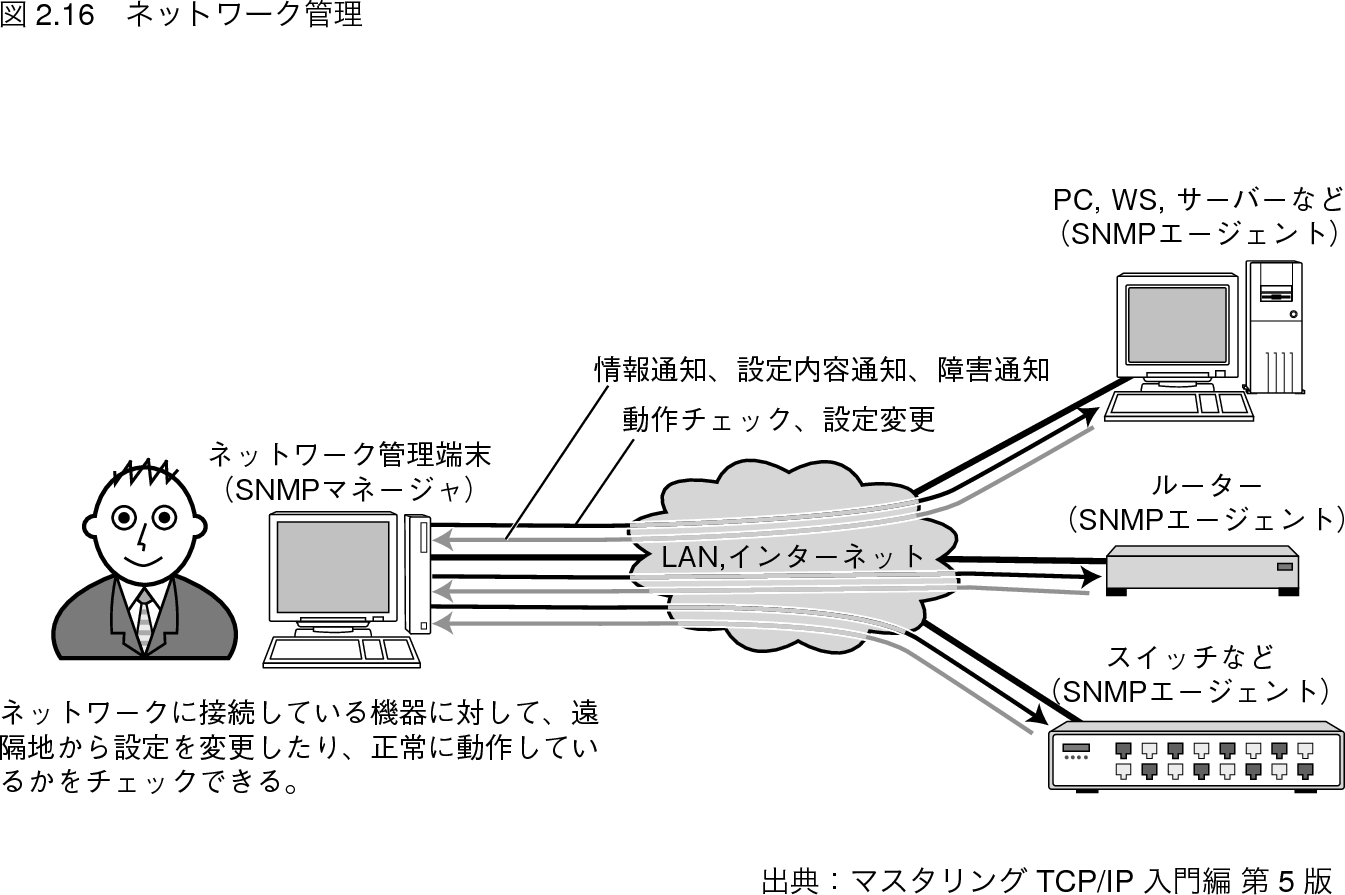 図 2.16　ネットワーク管理
PC, WS, サーバーなど
（SNMPエージェント）
情報通知、設定内容通知、障害通知
動作チェック、設定変更
ネットワーク管理端末
（SNMPマネージャ）
ルーター
（SNMPエージェント）
LAN,インターネット
スイッチなど
（SNMPエージェント）
ネットワークに接続している機器に対して、遠
隔地から設定を変更したり、正常に動作してい
るかをチェックできる。
出典：マスタリング TCP/IP 入門編 第 5 版